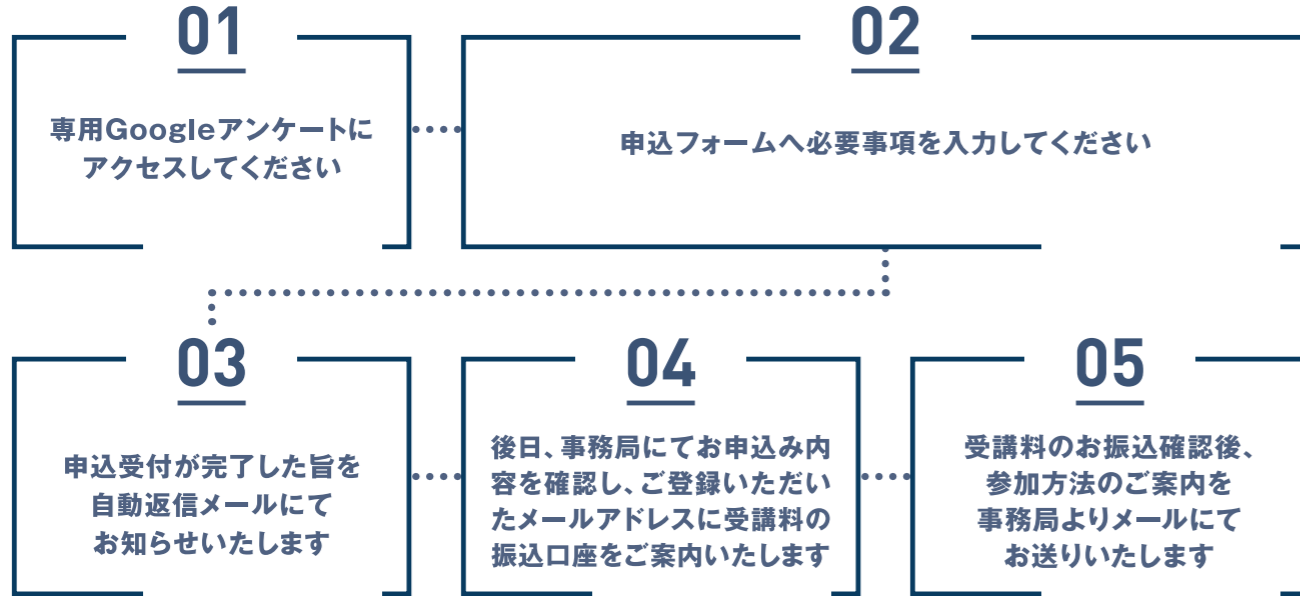 01
専用Googleアンケートに
アクセスしてください
02
申込フォームへ必要事項を入力してください
03
申込受付が完了した旨を
自動返信メールにて
お知らせいたします
04
後日、事務局にてお申込み内
容を確認し、ご登録いただい
たメールアドレスに受講料の
振込口座をご案内いたします
05
受講料のお振込確認後、
参加方法のご案内を
事務局よりメールにて
お送りいたします